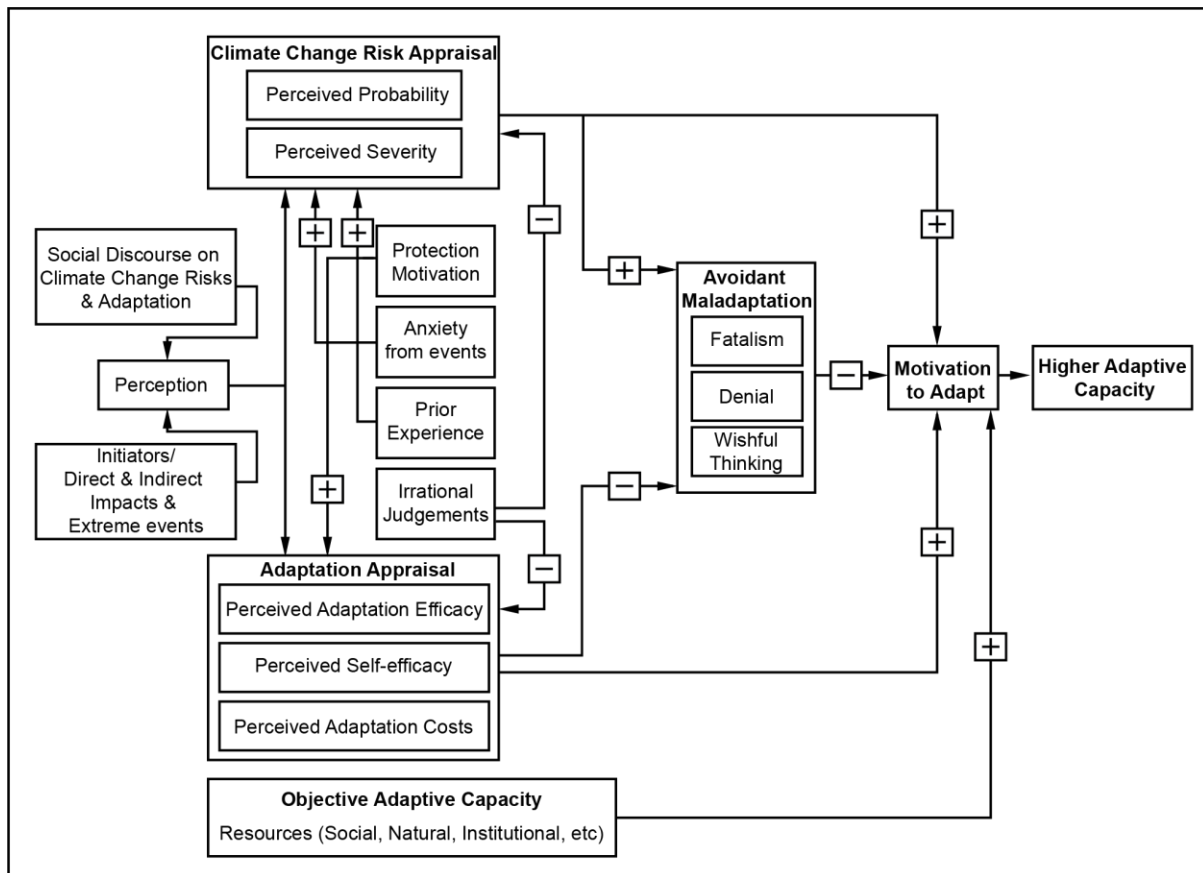 Climate Change Risk Appraisal
Perceived Probability
Perceived Severity
+
+
−
+
Social Discourse on
Climate Change Risks
& Adaptation
Protection
Motivation
+
Avoidant
Maladaptation
Fatalism
Denial
Wishful
Thinking
Anxiety
from events
Perception
−
Motivation
to Adapt
Higher Adaptive
Capacity
Prior
Experience
Initiators/
Direct & Indirect
Impacts &
Extreme events
+
Irrational
Judgements
−
−
+
Adaptation Appraisal
Perceived Adaptation Efficacy
Perceived Self-efficacy
Perceived Adaptation Costs
+
Objective Adaptive Capacity
Resources (Social, Natural, Institutional, etc)